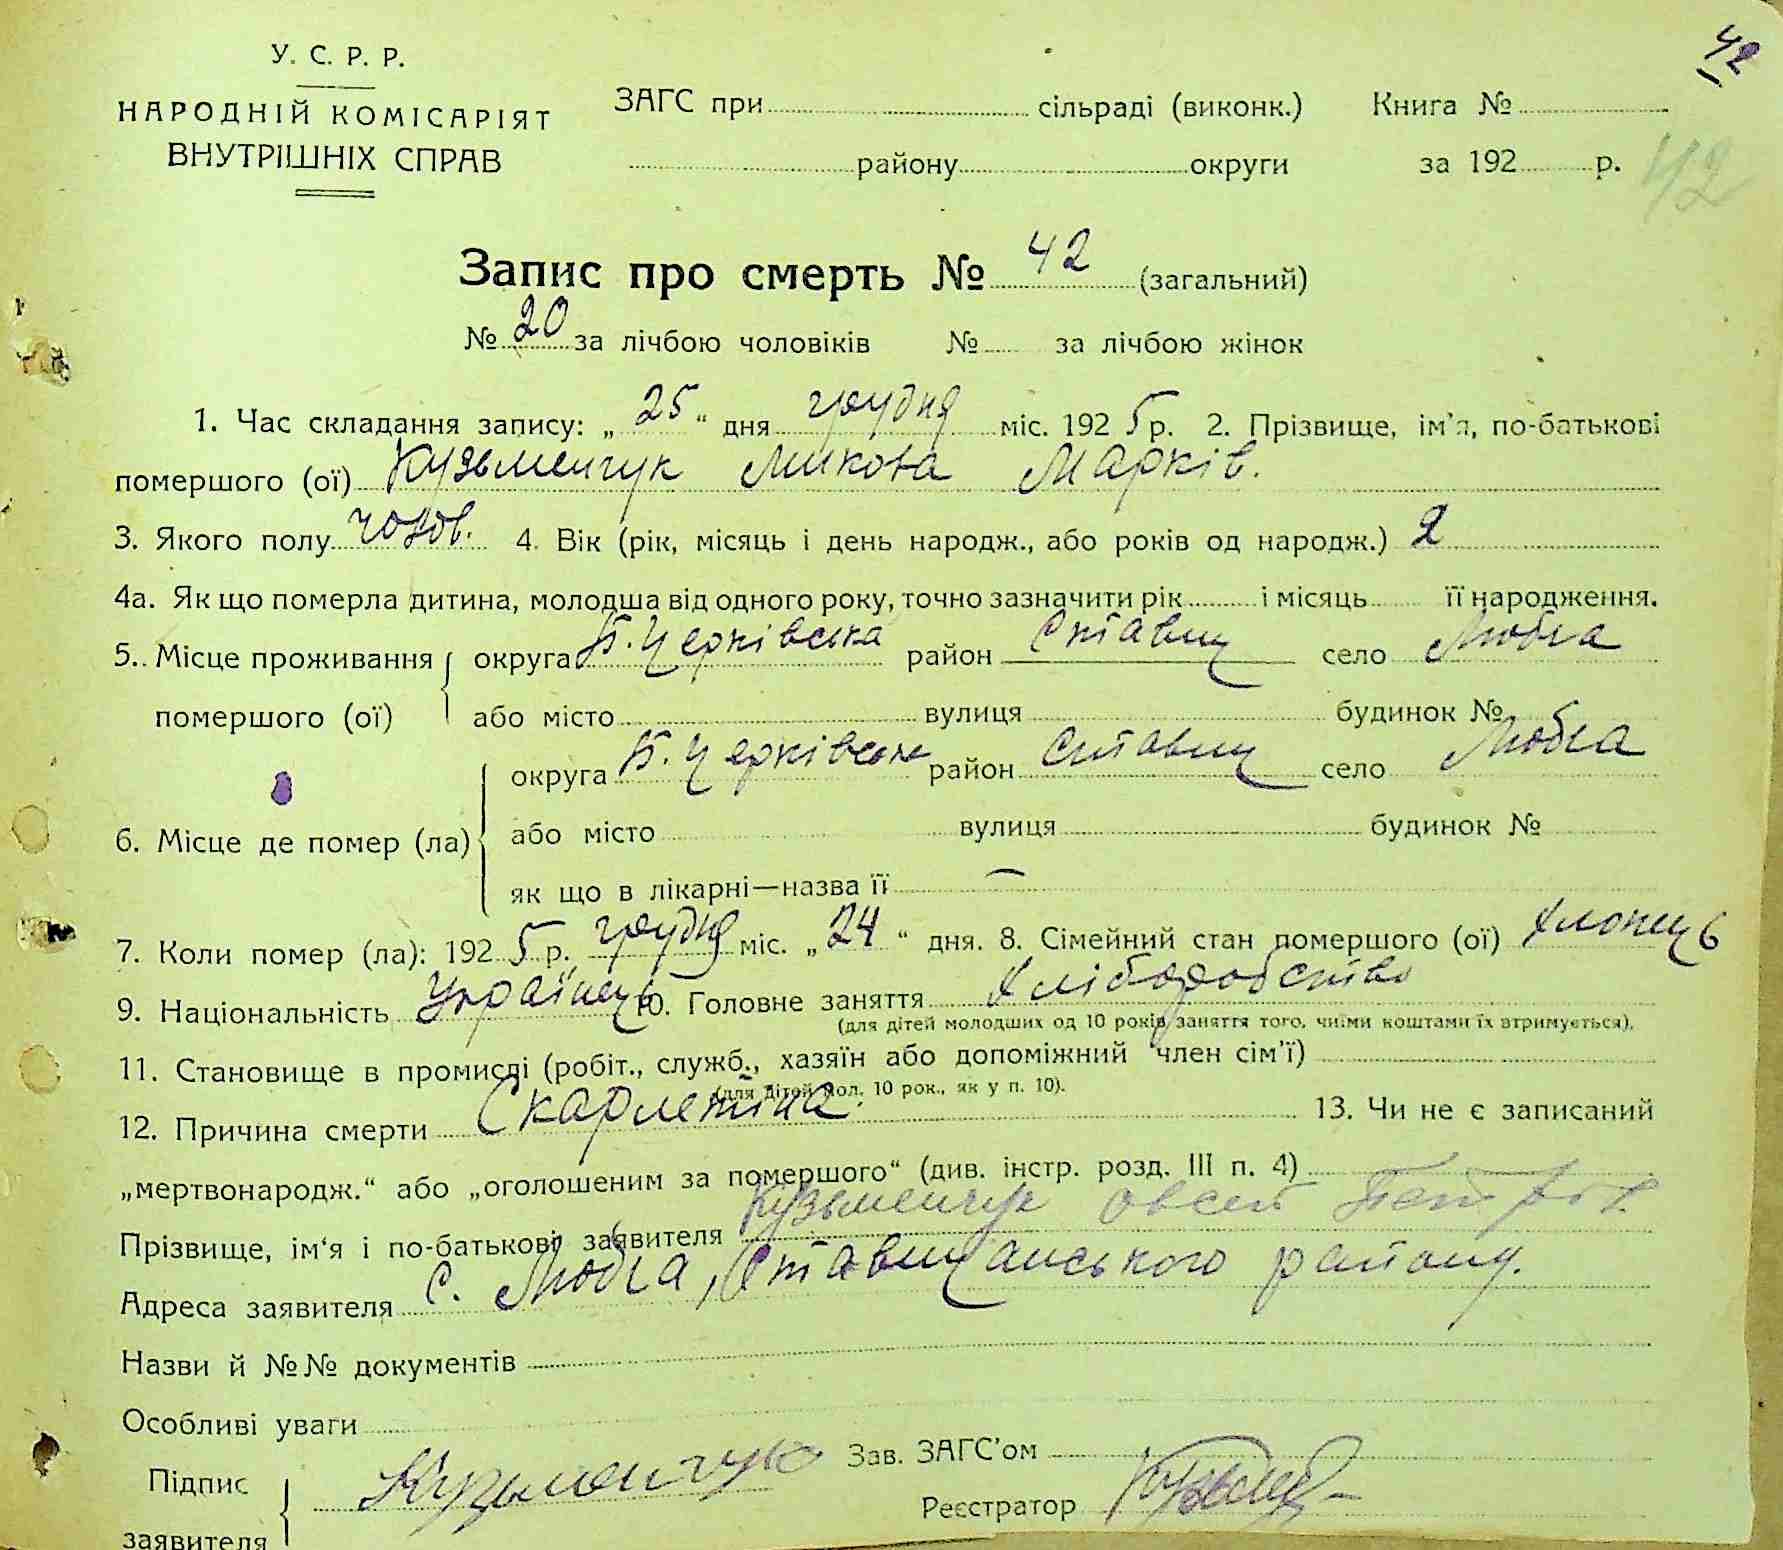 42
У. С. Р. Р.
НАРОДНІЙ КОМІСАРІЯТ
ВНУТРІШНІХ СПРАВ
ЗАГС при сільраді (виконк.) Книга №
району округи за 192 р.
42
Запис про смерть № 42 (загальний)
№ 20 за лічбою чоловіків № за лічбою жінок
1. Час складання запису: „25“ дня грудня міс. 1925 р. 2. Прізвище, ім'я, по-батькові
помершого (ої) Кузьменчук Микола Марків.
3. Якого полу чолов. 4. Вік (рік, місяць і день народж., або років од народж.) 2
4а. Як що померла дитина, молодша від одного року, точно зазначити рік і місяць її народження.
5. Місце проживання помершого (ої) округа Б. Церківська район Ставищ село Любча
або місто вулиця будинок №
6. Місце де помер (ла) округа Б. Церківська район Ставищ село Любча
або місто вулиця будинок №
як що в лікарні—назва її —
7. Коли помер (ла): 1925 р. грудня міс. „24“ дня. 8. Сімейний стан помершого (ої) хлопець
9. Національність Українець 10. Головне заняття хліборобство
(для дітей молодших од 10 років заняття того, чиїми коштами їх втримується).
11. Становище в промислі (робіт., служб., хазяїн або допоміжний член сім'ї)
(для дітей мол. 10 рок., як у п. 10).
12. Причина смерти Скарлетіна. 13. Чи не є записаний
„мертвонародж.“ або „оголошеним за помершого“ (див. інстр. розд. III п. 4)
Прізвище, ім'я і по-батькові заявителя Кузьменчук Овсей
Адреса заявителя с. Любча, Ставищанського району.
Назви й №№ документів
Особливі уваги
Підпис заявителя Кузьменчук Зав. ЗАГС'ом
Реєстратор